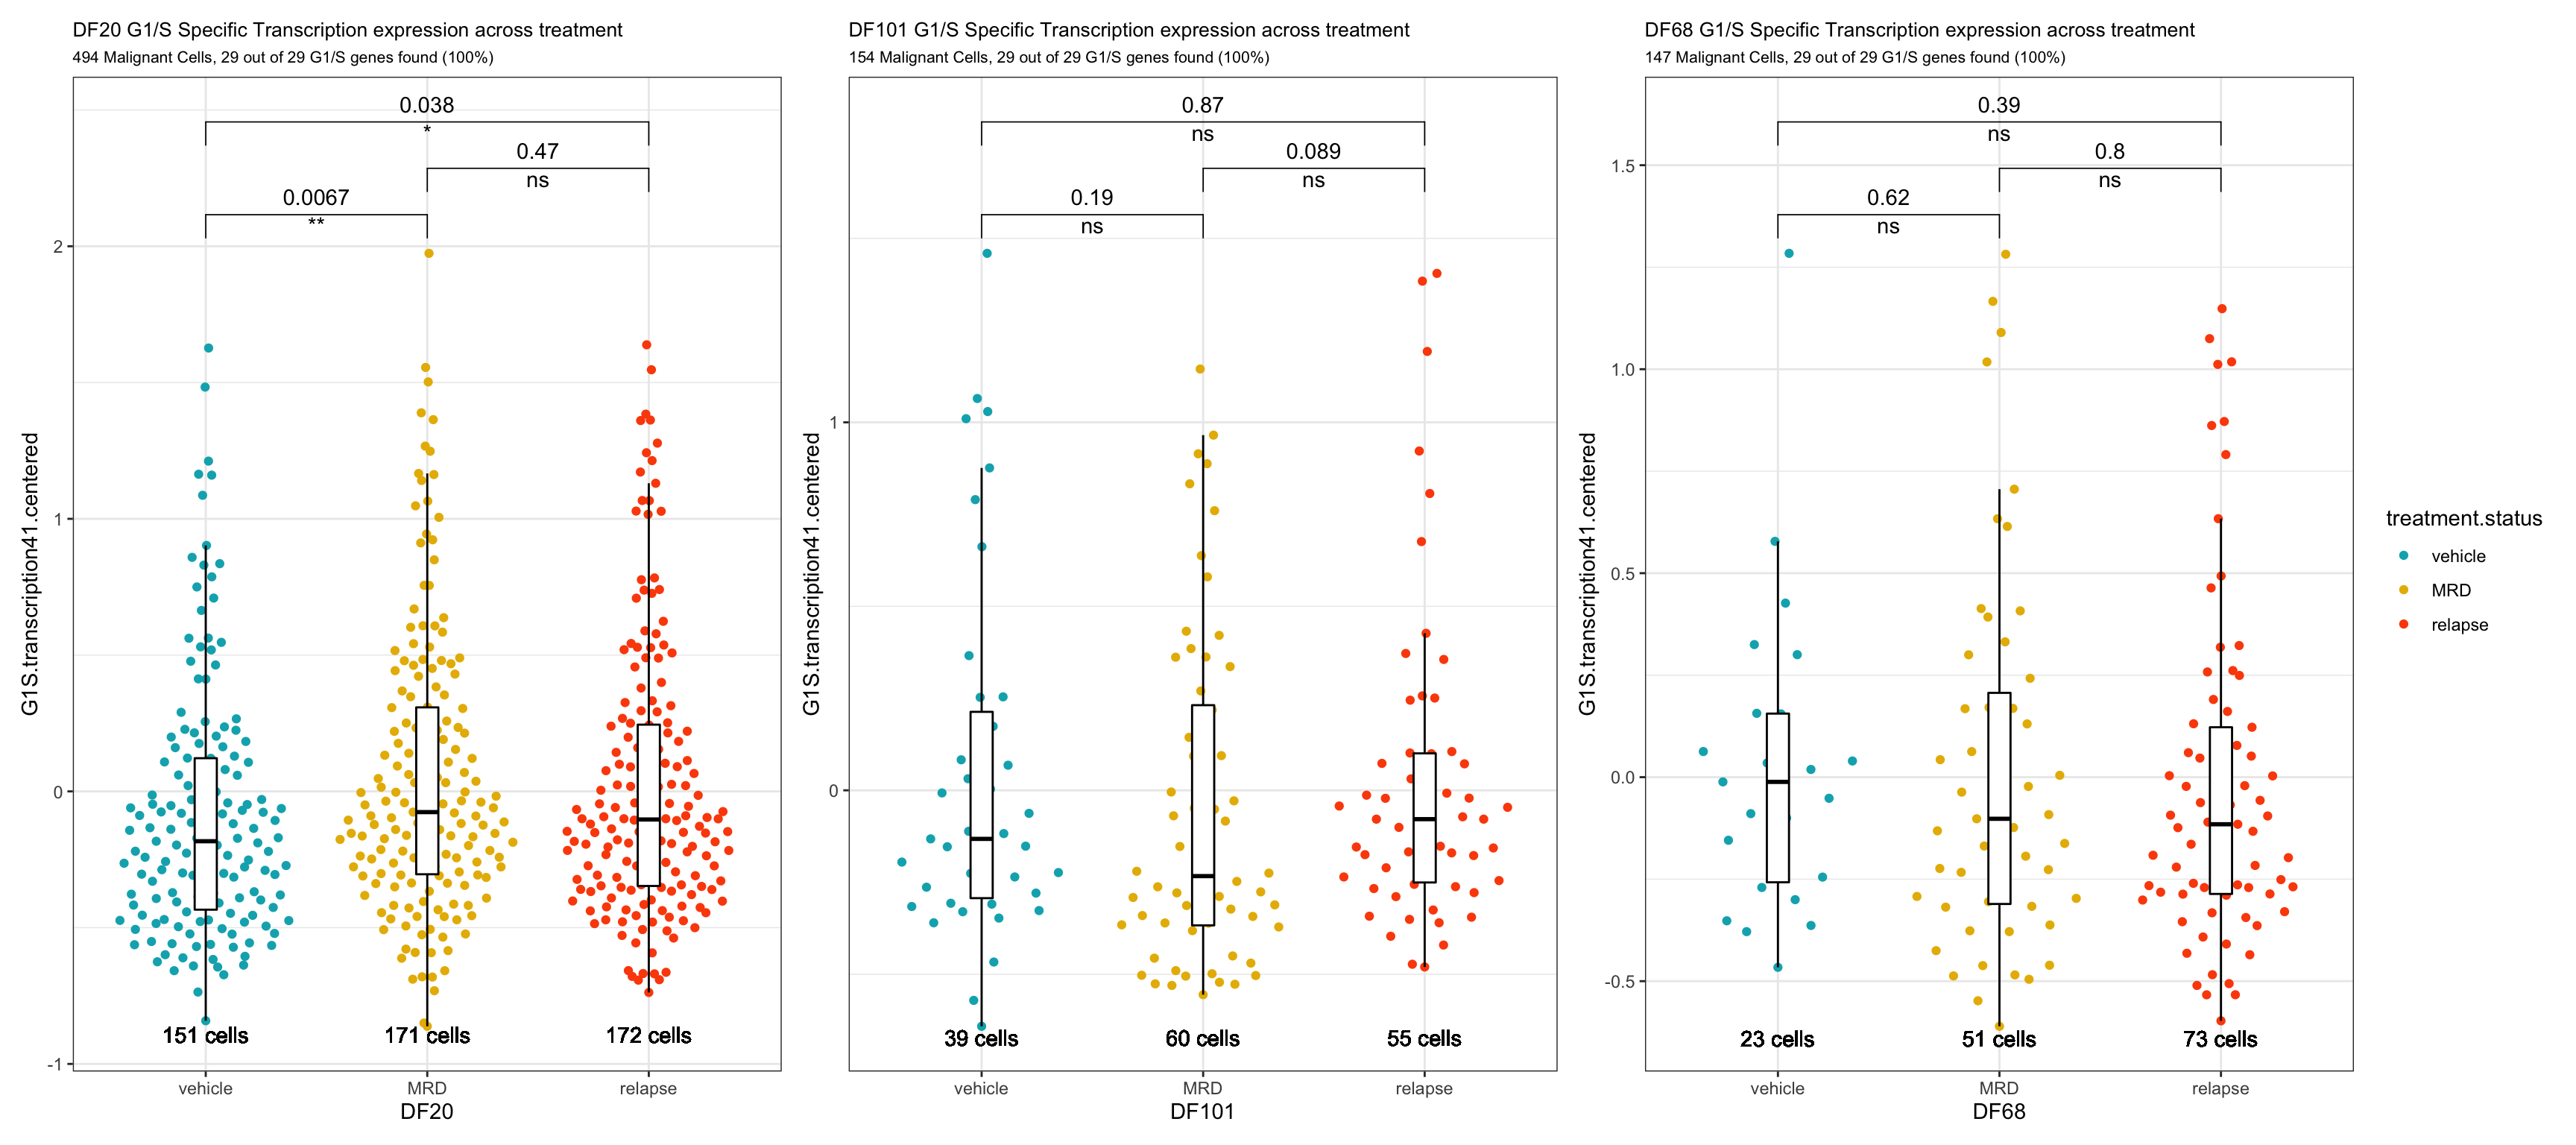 DF20 G1/S Specific Transcription expression across treatment
494 Malignant Cells, 29 out of 29 G1/S genes found (100%)
0.038
*
0.47
ns
0.0067
**
2
1
0
-1
G1S.transcription41.centered
151 cells
171 cells
172 cells
vehicle
MRD
relapse
DF20
DF101 G1/S Specific Transcription expression across treatment
154 Malignant Cells, 29 out of 29 G1/S genes found (100%)
0.87
ns
0.089
ns
0.19
ns
1
0
G1S.transcription41.centered
39 cells
60 cells
55 cells
vehicle
MRD
relapse
DF101
DF68 G1/S Specific Transcription expression across treatment
147 Malignant Cells, 29 out of 29 G1/S genes found (100%)
0.39
ns
0.8
ns
0.62
ns
1.5
1.0
0.5
0.0
-0.5
G1S.transcription41.centered
23 cells
51 cells
73 cells
vehicle
MRD
relapse
DF68
treatment.status
vehicle
MRD
relapse